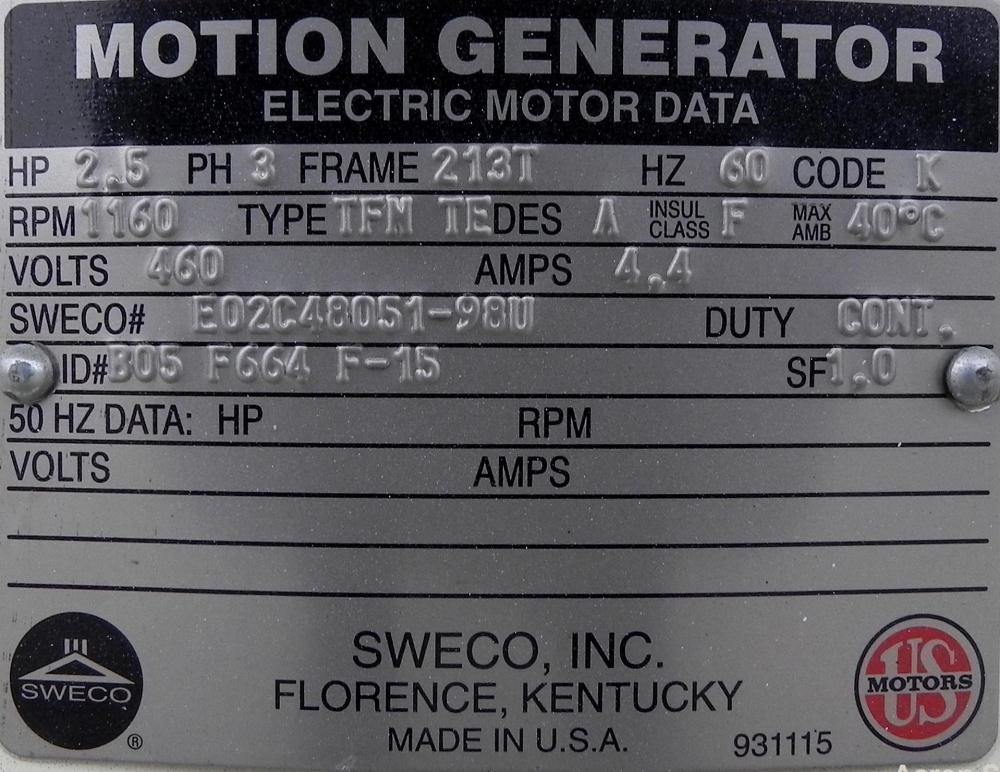 MOTION GENERATOR
ELECTRIC MOTOR DATA
HP 2.5 PH 3 FRAME 213T HZ 60 CODE K
RPM 1160 TYPE TFM TE DES A INSUL CLASS F MAX AMB 40°C
VOLTS 460 AMPS 4.4
SWECO# E02C48051-98U DUTY CONT.
ID# B05 F664 F-15 SF 1.0
50 HZ DATA: HP RPM
VOLTS AMPS
SWECO, INC.
FLORENCE, KENTUCKY
MADE IN U.S.A. 931115
SWECO ®
US
MOTORS